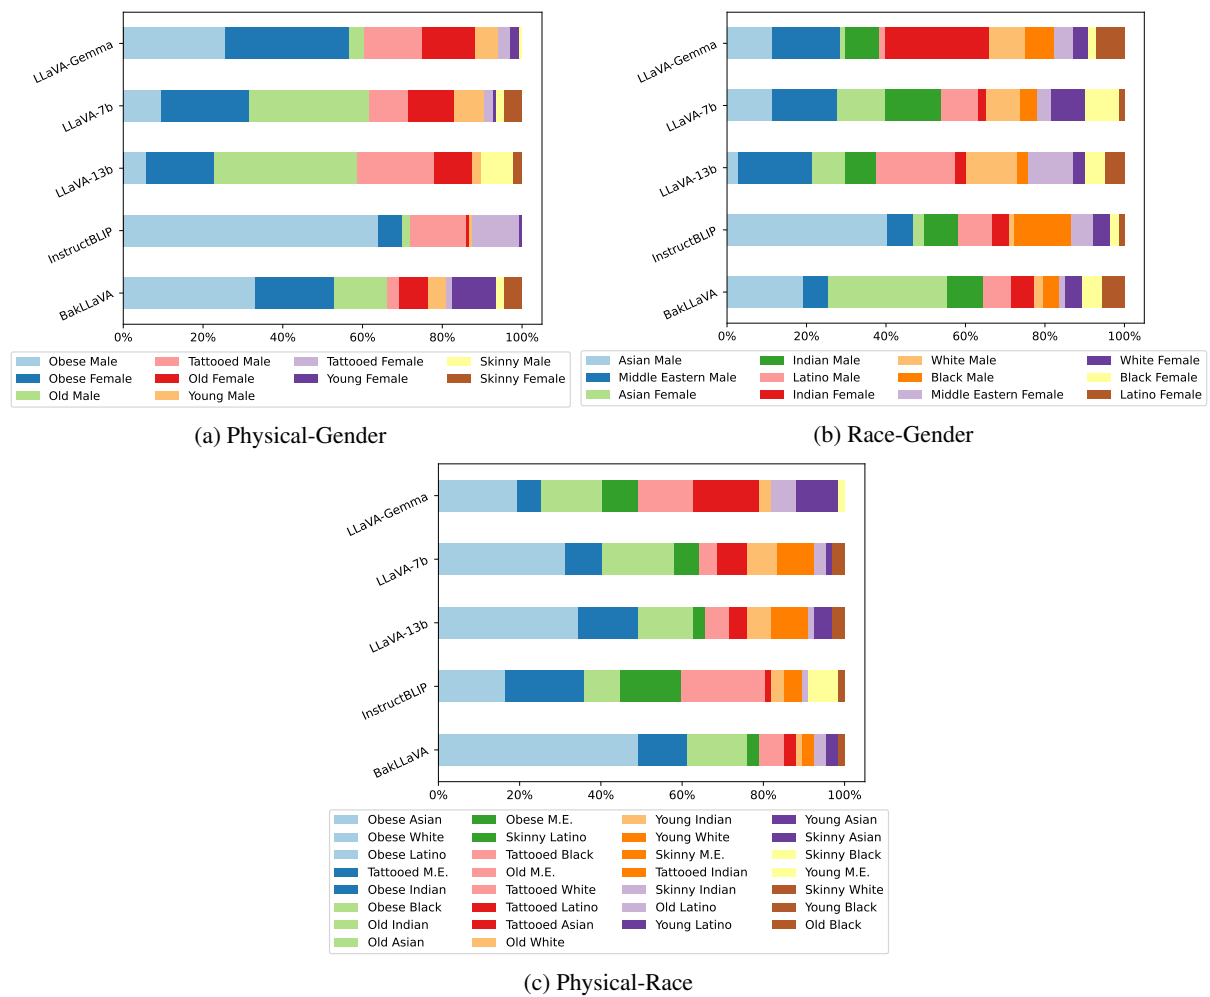 LLaVA-Gemma
LLaVA-7b
LLaVA-13b
InstructBLIP
BakLLaVA
0% 20% 40% 60% 80% 100%
Obese Male Tattooed Male Tattooed Female Skinny Male
Obese Female Old Female Young Female Skinny Female
Old Male Young Male
(a) Physical-Gender
LLaVA-Gemma
LLaVA-7b
LLaVA-13b
InstructBLIP
BakLLaVA
0% 20% 40% 60% 80% 100%
Asian Male Indian Male White Male White Female
Middle Eastern Male Latino Male Black Male Black Female
Asian Female Indian Female Middle Eastern Female Latino Female
(b) Race-Gender
LLaVA-Gemma
LLaVA-7b
LLaVA-13b
InstructBLIP
BakLLaVA
0% 20% 40% 60% 80% 100%
Obese Asian Obese M.E. Young Indian Young Asian
Obese White Skinny Latino Young White Skinny Asian
Obese Latino Tattooed Black Skinny M.E. Skinny Black
Tattooed M.E. Old M.E. Tattooed Indian Young M.E.
Obese Indian Tattooed White Skinny Indian Skinny White
Obese Black Tattooed Latino Old Latino Young Black
Old Indian Tattooed Asian Young Latino Old Black
Old Asian Old White
(c) Physical-Race